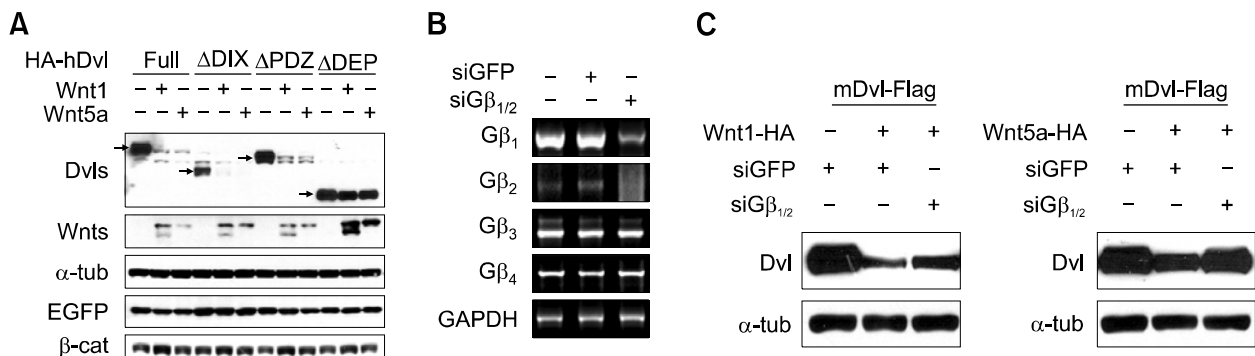 A
HA-hDvl Full ΔDIX ΔPDZ ΔDEP
Wnt1 – + – – + – – + – – + –
Wnt5a – – + – – + – – + – – +
Dvls
Wnts
α-tub
EGFP
β-cat
B
siGFP – + –
siGβ1/2 – – +
Gβ1
Gβ2
Gβ3
Gβ4
GAPDH
C
mDvl-Flag
Wnt1-HA – + +
siGFP + + –
siGβ1/2 – – +
Dvl
α-tub
mDvl-Flag
Wnt5a-HA – + +
siGFP + + –
siGβ1/2 – – +
Dvl
α-tub